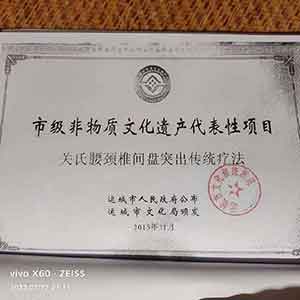 市级非物质文化遗产代表性项目
关氏腰颈椎间盘突出传统疗法
运城市人民政府公布
运城市文化局颁发
2015年11月
vivo X60 · ZEISS